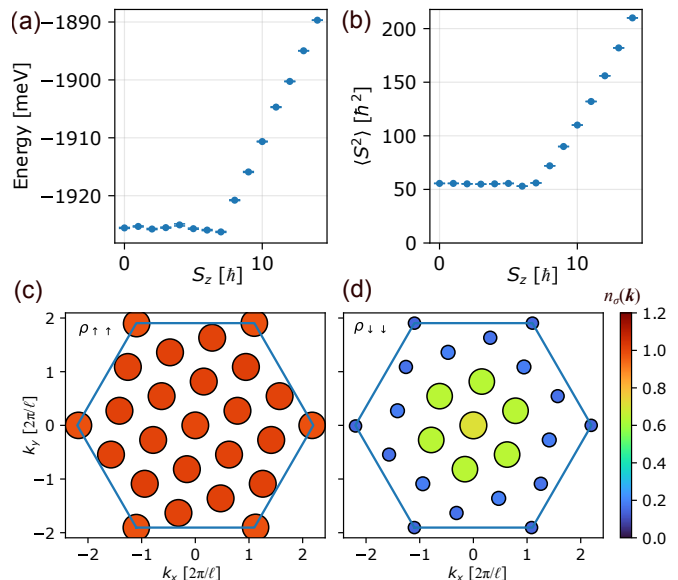 (a)
(b)
Energy [meV]
−1890
−1900
−1910
−1920
0
10
S_z [ℏ]
⟨S²⟩ [ℏ²]
200
150
100
50
0
0
10
S_z [ℏ]
(c)
(d)
n_σ(k)
ρ↑↑
ρ↓↓
k_y [2π/ℓ]
2
1
0
−1
−2
−2
−1
0
1
2
k_x [2π/ℓ]
−2
−1
0
1
2
k_x [2π/ℓ]
1.2
1.0
0.8
0.6
0.4
0.2
0.0